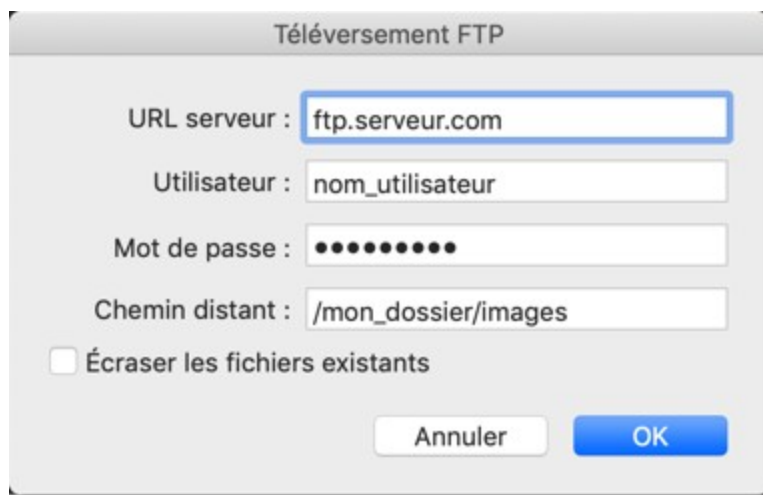 Téléversement FTP
URL serveur : ftp.serveur.com
Utilisateur : nom_utilisateur
Mot de passe : •••••••••
Chemin distant : /mon_dossier/images
Écraser les fichiers existants
Annuler OK